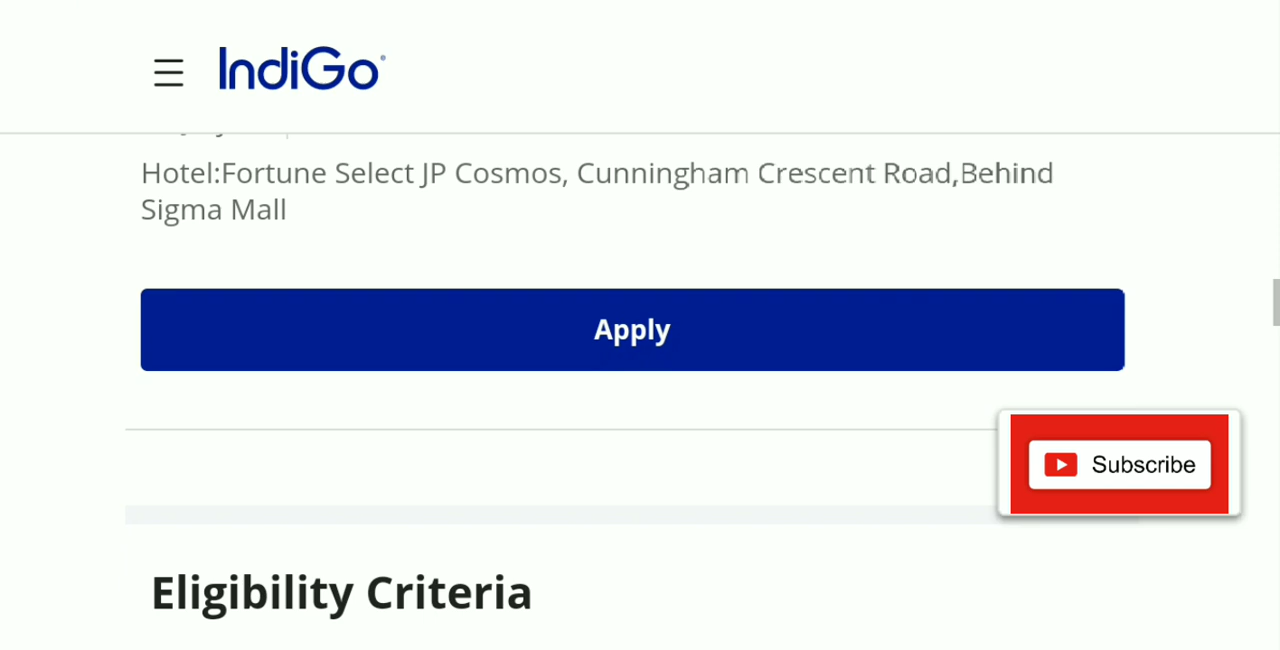 IndiGo
Hotel:Fortune Select JP Cosmos, Cunningham Crescent Road,Behind
Sigma Mall
Apply
Subscribe
Eligibility Criteria